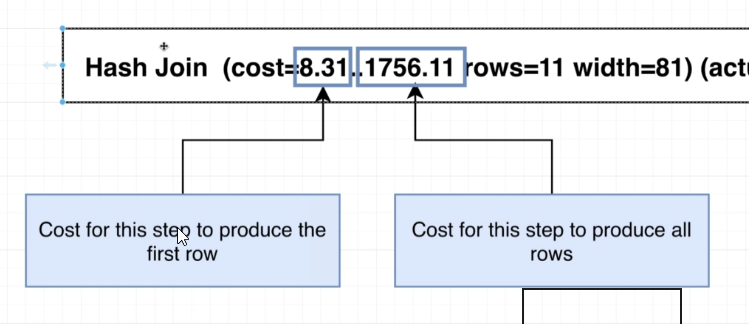 Hash Join (cost=8.31..1756.11 rows=11 width=81)
Cost for this step to produce the
first row
Cost for this step to produce all
rows